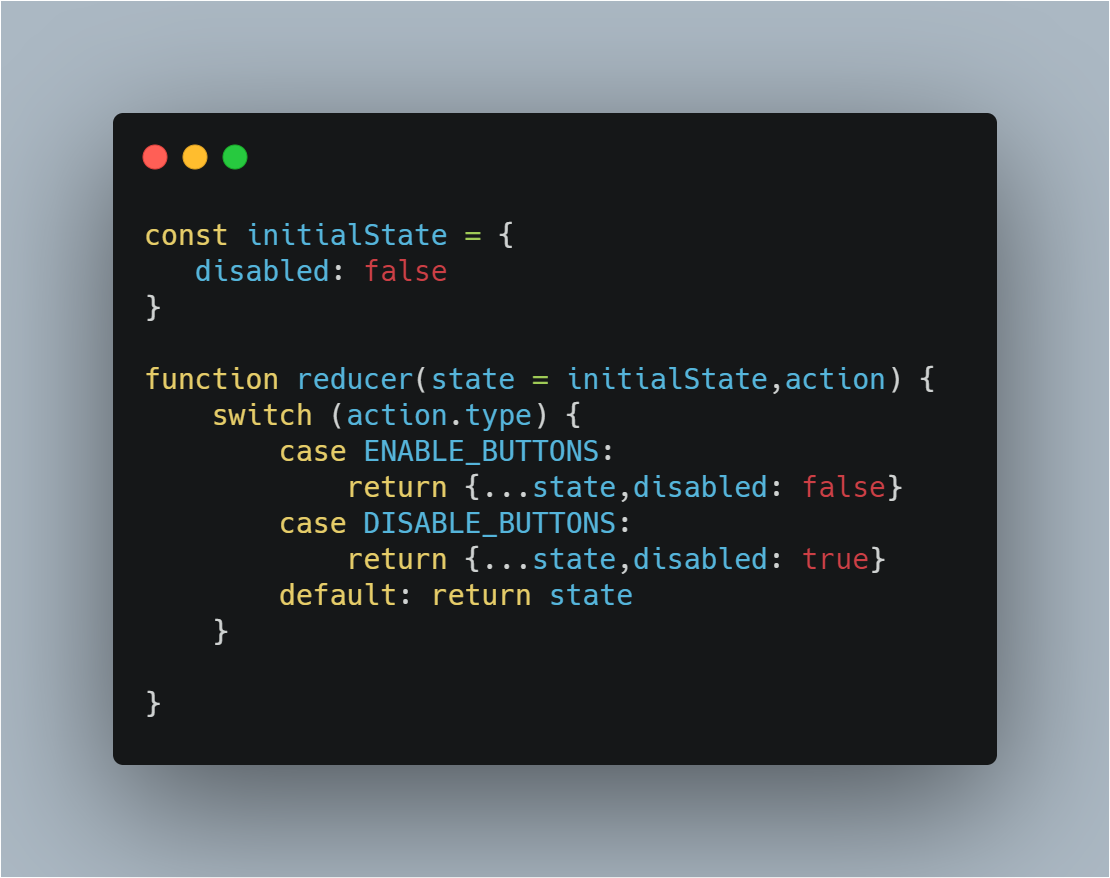 const initialState = {
   disabled: false
}

function reducer(state = initialState,action) {
    switch (action.type) {
        case ENABLE_BUTTONS:
            return {...state,disabled: false}
        case DISABLE_BUTTONS:
            return {...state,disabled: true}
        default: return state
    }

}